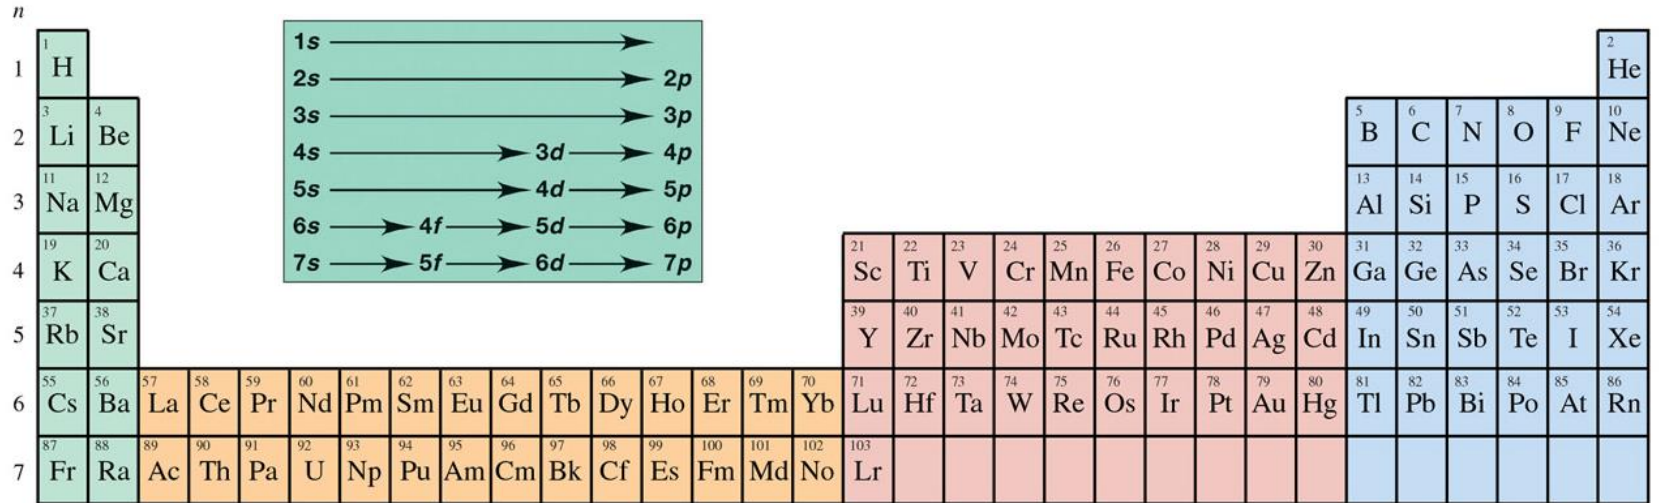 n
1s 2s 3s 4s 5s 6s 7s
2p
3p
3d 4p
4d 5p
4f 5d 6p
5f 6d 7p
1 1 H 2 He
2 3 Li 4 Be 5 B 6 C 7 N 8 O 9 F 10 Ne
3 11 Na 12 Mg 13 Al 14 Si 15 P 16 S 17 Cl 18 Ar
4 19 K 20 Ca 21 Sc 22 Ti 23 V 24 Cr 25 Mn 26 Fe 27 Co 28 Ni 29 Cu 30 Zn 31 Ga 32 Ge 33 As 34 Se 35 Br 36 Kr
5 37 Rb 38 Sr 39 Y 40 Zr 41 Nb 42 Mo 43 Tc 44 Ru 45 Rh 46 Pd 47 Ag 48 Cd 49 In 50 Sn 51 Sb 52 Te 53 I 54 Xe
6 55 Cs 56 Ba 57 La 58 Ce 59 Pr 60 Nd 61 Pm 62 Sm 63 Eu 64 Gd 65 Tb 66 Dy 67 Ho 68 Er 69 Tm 70 Yb 71 Lu 72 Hf 73 Ta 74 W 75 Re 76 Os 77 Ir 78 Pt 79 Au 80 Hg 81 Tl 82 Pb 83 Bi 84 Po 85 At 86 Rn
7 87 Fr 88 Ra 89 Ac 90 Th 91 Pa 92 U 93 Np 94 Pu 95 Am 96 Cm 97 Bk 98 Cf 99 Es 100 Fm 101 Md 102 No 103 Lr